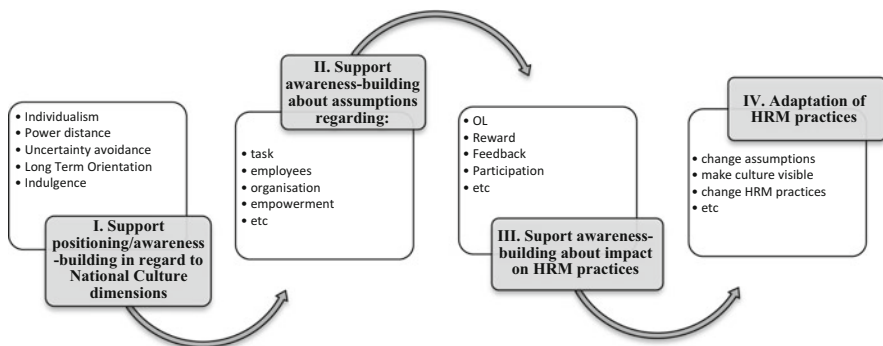 • Individualism
• Power distance
• Uncertainty avoidance
• Long Term Orientation
• Indulgence
I. Support
positioning/awareness
-building in regard to
National Culture
dimensions
II. Support
awareness-building
about assumptions
regarding:
• task
• employees
• organisation
• empowerment
• etc
• OL
• Reward
• Feedback
• Participation
• etc
III. Suport awareness-
building about impact
on HRM practices
IV. Adaptation of
HRM practices
• change assumptions
• make culture visible
• change HRM practices
• etc